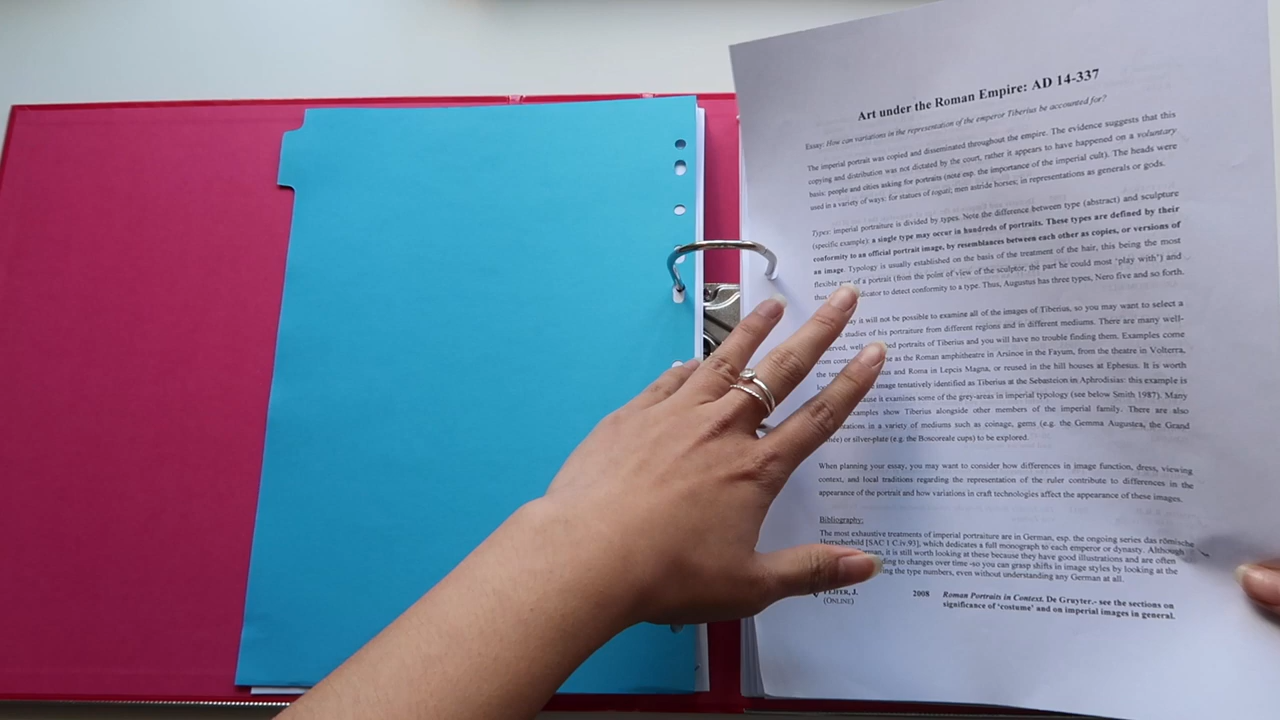 Art under the Roman Empire: AD 14-337
Essay: How can variations in the representation of the emperor Tiberius be accounted for?
The imperial portrait was copied and disseminated throughout the empire. The evidence suggests that this
copying and distribution was not dictated by the court, rather it appears to have happened on a voluntary
basis: people and cities asking for portraits (note esp. the importance of the imperial cult). The heads were
used in a variety of ways: for statues of togati; men astride horses; in representations as generals or gods.
Types: imperial portraiture is divided by types. Note the difference between type (abstract) and sculpture
(specific example); a single type may occur in hundreds of portraits. These types are defined by their
conformity to an official portrait image, by resemblances between each other as copies, or versions of
an image. Typology is usually established on the basis of the treatment of the hair, this being the most
flexible part of a portrait (from the point of view of the sculptor, the part he could most 'play with') and
thus indicator to detect conformity to a type. Thus, Augustus has three types, Nero five and so forth.
it will not be possible to examine all of the images of Tiberius, so you may want to select a
studies of his portraiture from different regions and in different mediums. There are many well-
portraits of Tiberius and you will have no trouble finding them. Examples come
from as the Roman amphitheatre in Arsinoe in the Fayum, from the theatre in Volterra,
the and Roma in Lepcis Magna, or reused in the hill houses at Ephesus. It is worth
image tentatively identified as Tiberius at the Sebasteion in Aphrodisias: this example is
it examines some of the grey-areas in imperial typology (see below Smith 1987). Many
examples show Tiberius alongside other members of the imperial family. There are also
in a variety of mediums such as coinage, gems (e.g. the Gemma Augustea, the Grand
or silver-plate (e.g. the Boscoreale cups) to be explored.
When planning your essay, you may want to consider how differences in image function, dress, viewing
context, and local traditions regarding the representation of the ruler contribute to differences in the
appearance of the portrait and how variations in craft technologies affect the appearance of these images.
Bibliography:
The most exhaustive treatments of imperial portraiture are in German, esp. the ongoing series das römische
Herrscherbild [SAC 1 C.iv.93], which dedicates a full monograph to each emperor or dynasty. Although
it is still worth looking at these because they have good illustrations and are often
to changes over time -so you can grasp shifts in image styles by looking at the
the type numbers, even without understanding any German at all.
FEJFER, J. 2008 Roman Portraits in Context. De Gruyter.- see the sections on
(ONLINE) significance of 'costume' and on imperial images in general.